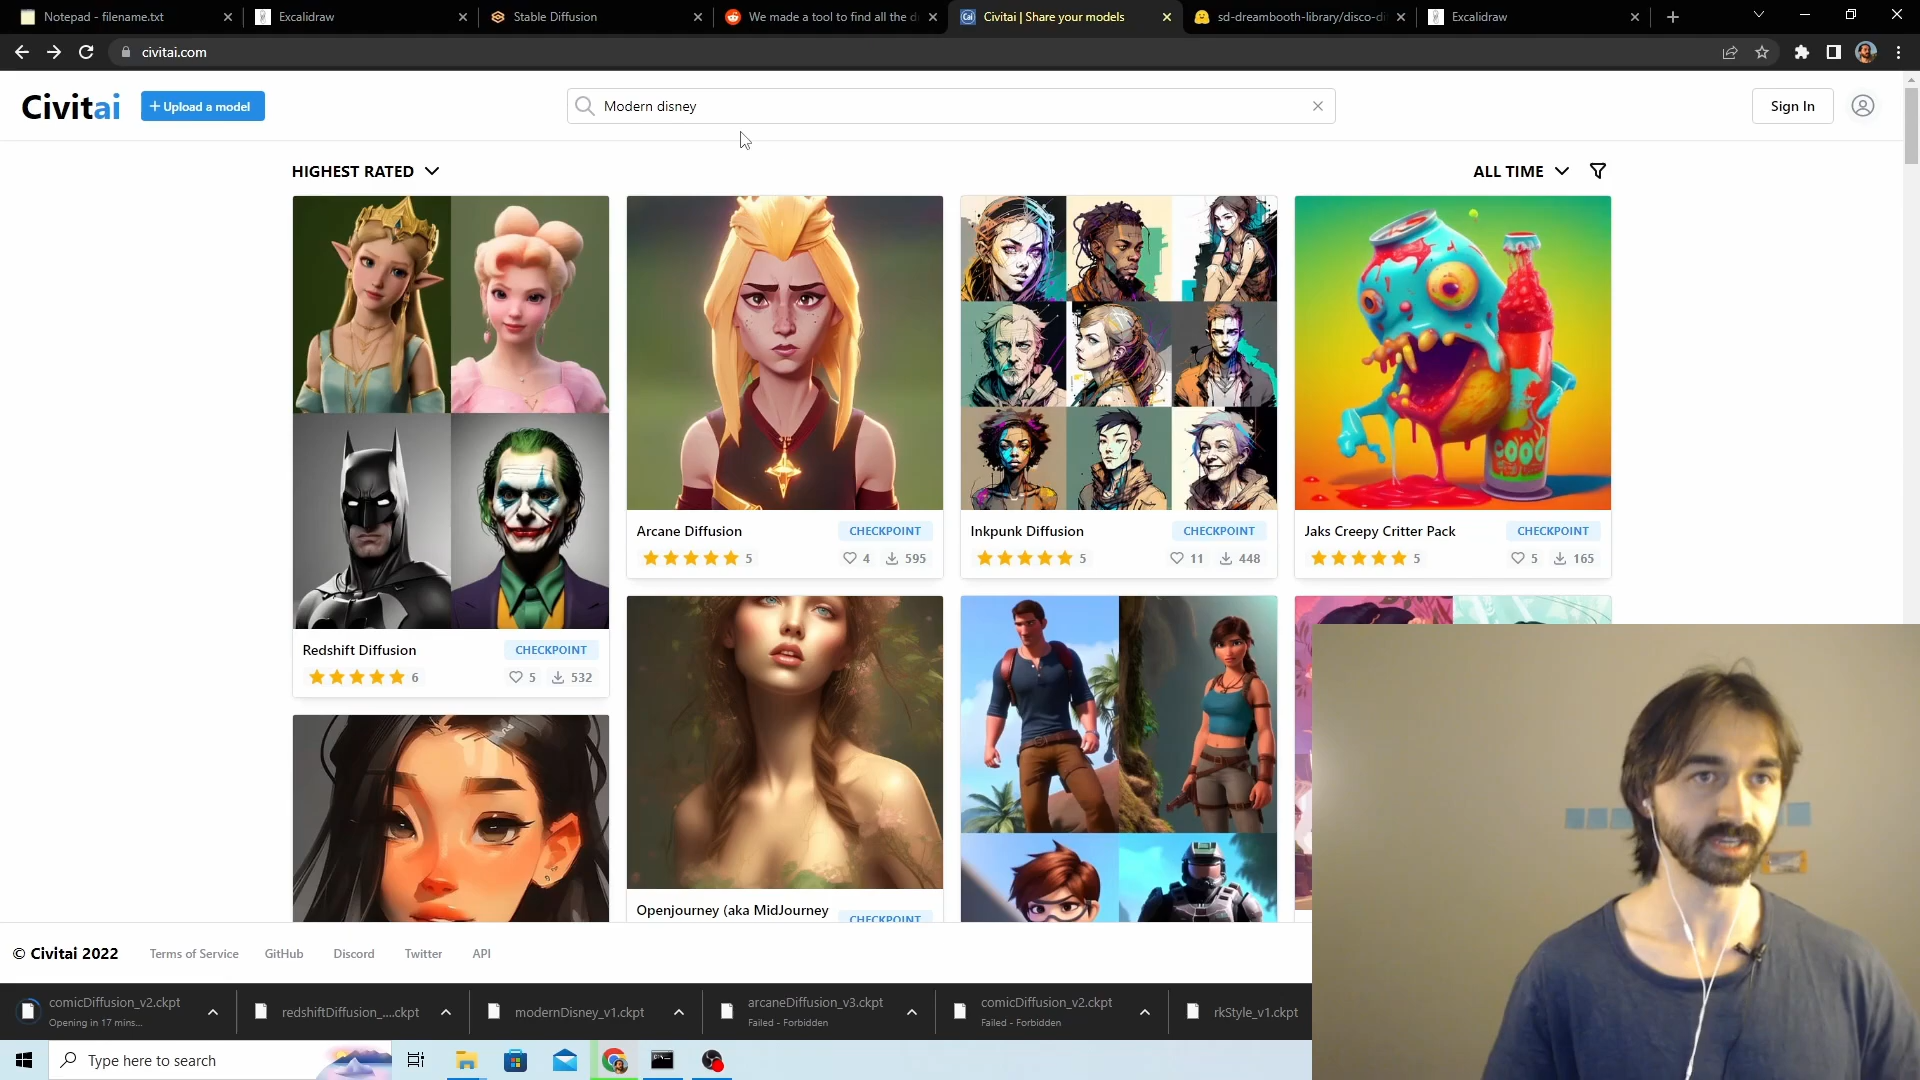 Notepad - filename.txt
Excalidraw
Stable Diffusion
We made a tool to find all the d
Civitai | Share your models
sd-dreambooth-library/disco-di
Excalidraw
civitai.com
Civitai
+ Upload a model
Modern disney
Sign In
HIGHEST RATED
ALL TIME
Arcane Diffusion
CHECKPOINT
5
4
595
Inkpunk Diffusion
CHECKPOINT
5
11
448
Jaks Creepy Critter Pack
CHECKPOINT
5
5
165
Redshift Diffusion
CHECKPOINT
6
5
532
Openjourney (aka MidJourney
CHECKPOINT
© Civitai 2022
Terms of Service
GitHub
Discord
Twitter
API
comicDiffusion_v2.ckpt
Opening in 17 mins...
redshiftDiffusion_....ckpt
modernDisney_v1.ckpt
arcaneDiffusion_v3.ckpt
Failed - Forbidden
comicDiffusion_v2.ckpt
Failed - Forbidden
rkStyle_v1.ckpt
Type here to search